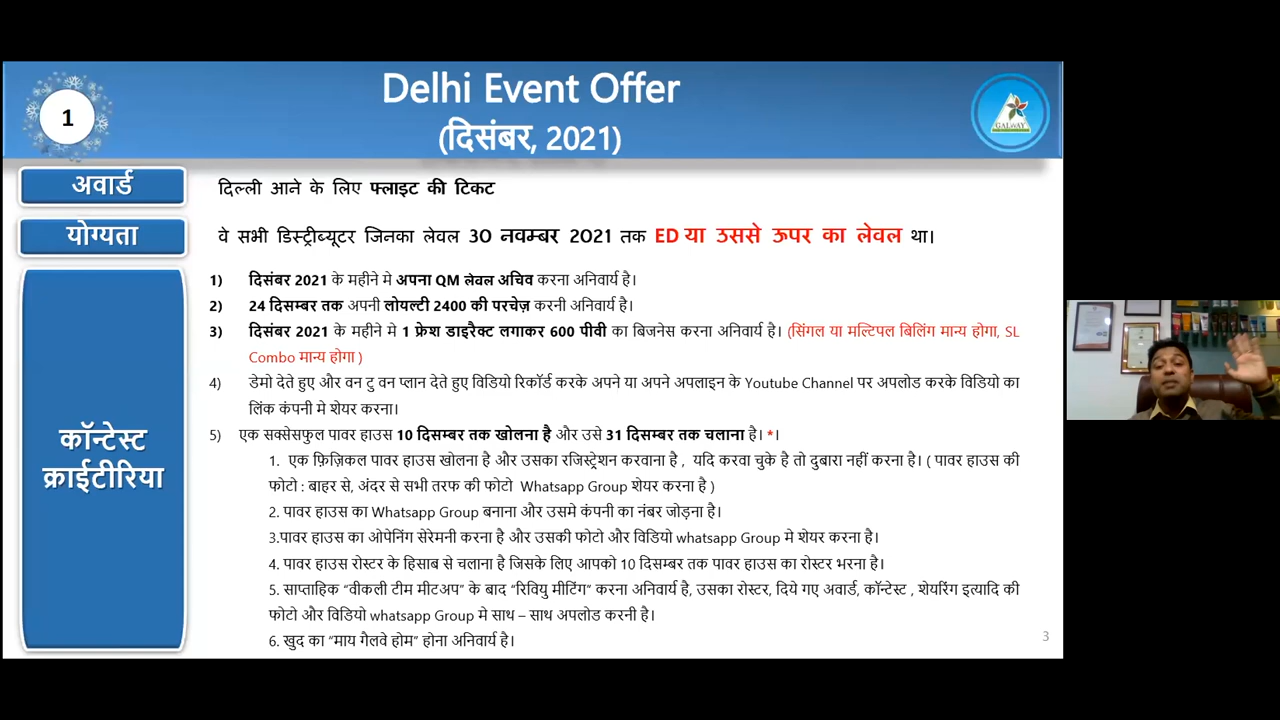 Delhi Event Offer
(दिसंबर, 2021)
1
GALWAY
अवार्ड
दिल्ली आने के लिए फ्लाइट की टिकट
योग्यता
वे सभी डिस्ट्रीब्यूटर जिनका लेवल 30 नवम्बर 2021 तक ED या उससे ऊपर का लेवल था।
कॉन्टेस्ट
क्राईटीरिया
1) दिसंबर 2021 के महीने मे अपना QM लेवल अचिव करना अनिवार्य है।
2) 24 दिसम्बर तक अपनी लोयल्टी 2400 की परचेज़ करनी अनिवार्य है।
3) दिसंबर 2021 के महीने मे 1 फ्रेश डाइरैक्ट लगाकर 600 पीवी का बिजनेस करना अनिवार्य है। (सिंगल या मल्टिपल बिलिंग मान्य होगा, SL
Combo मान्य होगा )
4) डेमो देते हुए और वन टु वन प्लान देते हुए विडियो रिकॉर्ड करके अपने या अपने अपलाइन के Youtube Channel पर अपलोड करके विडियो का
लिंक कंपनी मे शेयर करना।
5) एक सक्सेसफुल पावर हाउस 10 दिसम्बर तक खोलना है और उसे 31 दिसम्बर तक चलाना है। *।
1. एक फ़िज़िकल पावर हाउस खोलना है और उसका रजिस्ट्रेशन करवाना है , यदि करवा चुके है तो दुबारा नहीं करना है। ( पावर हाउस की
फोटो : बाहर से, अंदर से सभी तरफ की फोटो Whatsapp Group शेयर करना है )
2. पावर हाउस का Whatsapp Group बनाना और उसमे कंपनी का नंबर जोड़ना है।
3.पावर हाउस का ओपेनिंग सेरेमनी करना है और उसकी फोटो और विडियो whatsapp Group मे शेयर करना है।
4. पावर हाउस रोस्टर के हिसाब से चलाना है जिसके लिए आपको 10 दिसम्बर तक पावर हाउस का रोस्टर भरना है।
5. साप्ताहिक “वीकली टीम मीटअप” के बाद “रिवियु मीटिंग“ करना अनिवार्य है, उसका रोस्टर, दिये गए अवार्ड, कॉन्टेस्ट , शेयरिंग इत्यादि की
फोटो और विडियो whatsapp Group मे साथ – साथ अपलोड करनी है।
6. खुद का “माय गैलवे होम” होना अनिवार्य है।
3